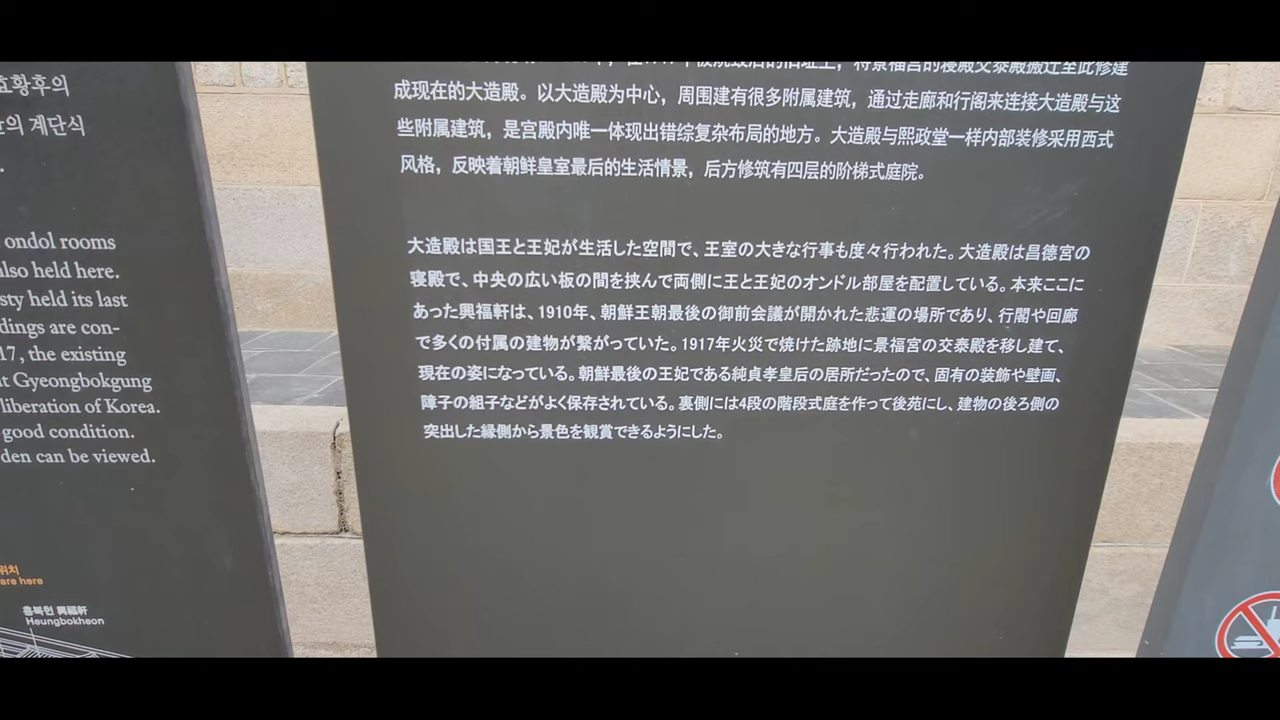 효황후의
의 계단식
ondol rooms
also held here.
sty held its last
dings are con-
17, the existing
at Gyeongbokgung
liberation of Korea.
good condition.
den can be viewed.
위치
are here
흥복헌 興福軒
Heungbokheon
成现在的大造殿。以大造殿为中心，周围建有很多附属建筑，通过走廊和行阁来连接大造殿与这
些附属建筑，是宫殿内唯一体现出错综复杂布局的地方。大造殿与熙政堂一样内部装修采用西式
风格，反映着朝鲜皇室最后的生活情景，后方修筑有四层的阶梯式庭院。
大造殿は国王と王妃が生活した空間で、王室の大きな行事も度々行われた。大造殿は昌徳宮の
寝殿で、中央の広い板の間を挟んで両側に王と王妃のオンドル部屋を配置している。本来ここに
あった興福軒は、1910年、朝鮮王朝最後の御前会議が開かれた悲運の場所であり、行閣や回廊
で多くの付属の建物が繋がっていた。1917年火災で焼けた跡地に景福宮の交泰殿を移し建て、
現在の姿になっている。朝鮮最後の王妃である純貞孝皇后の居所だったので、固有の装飾や壁画、
障子の組子などがよく保存されている。裏側には4段の階段式庭を作って後苑にし、建物の後ろ側の
突出した縁側から景色を観賞できるようにした。